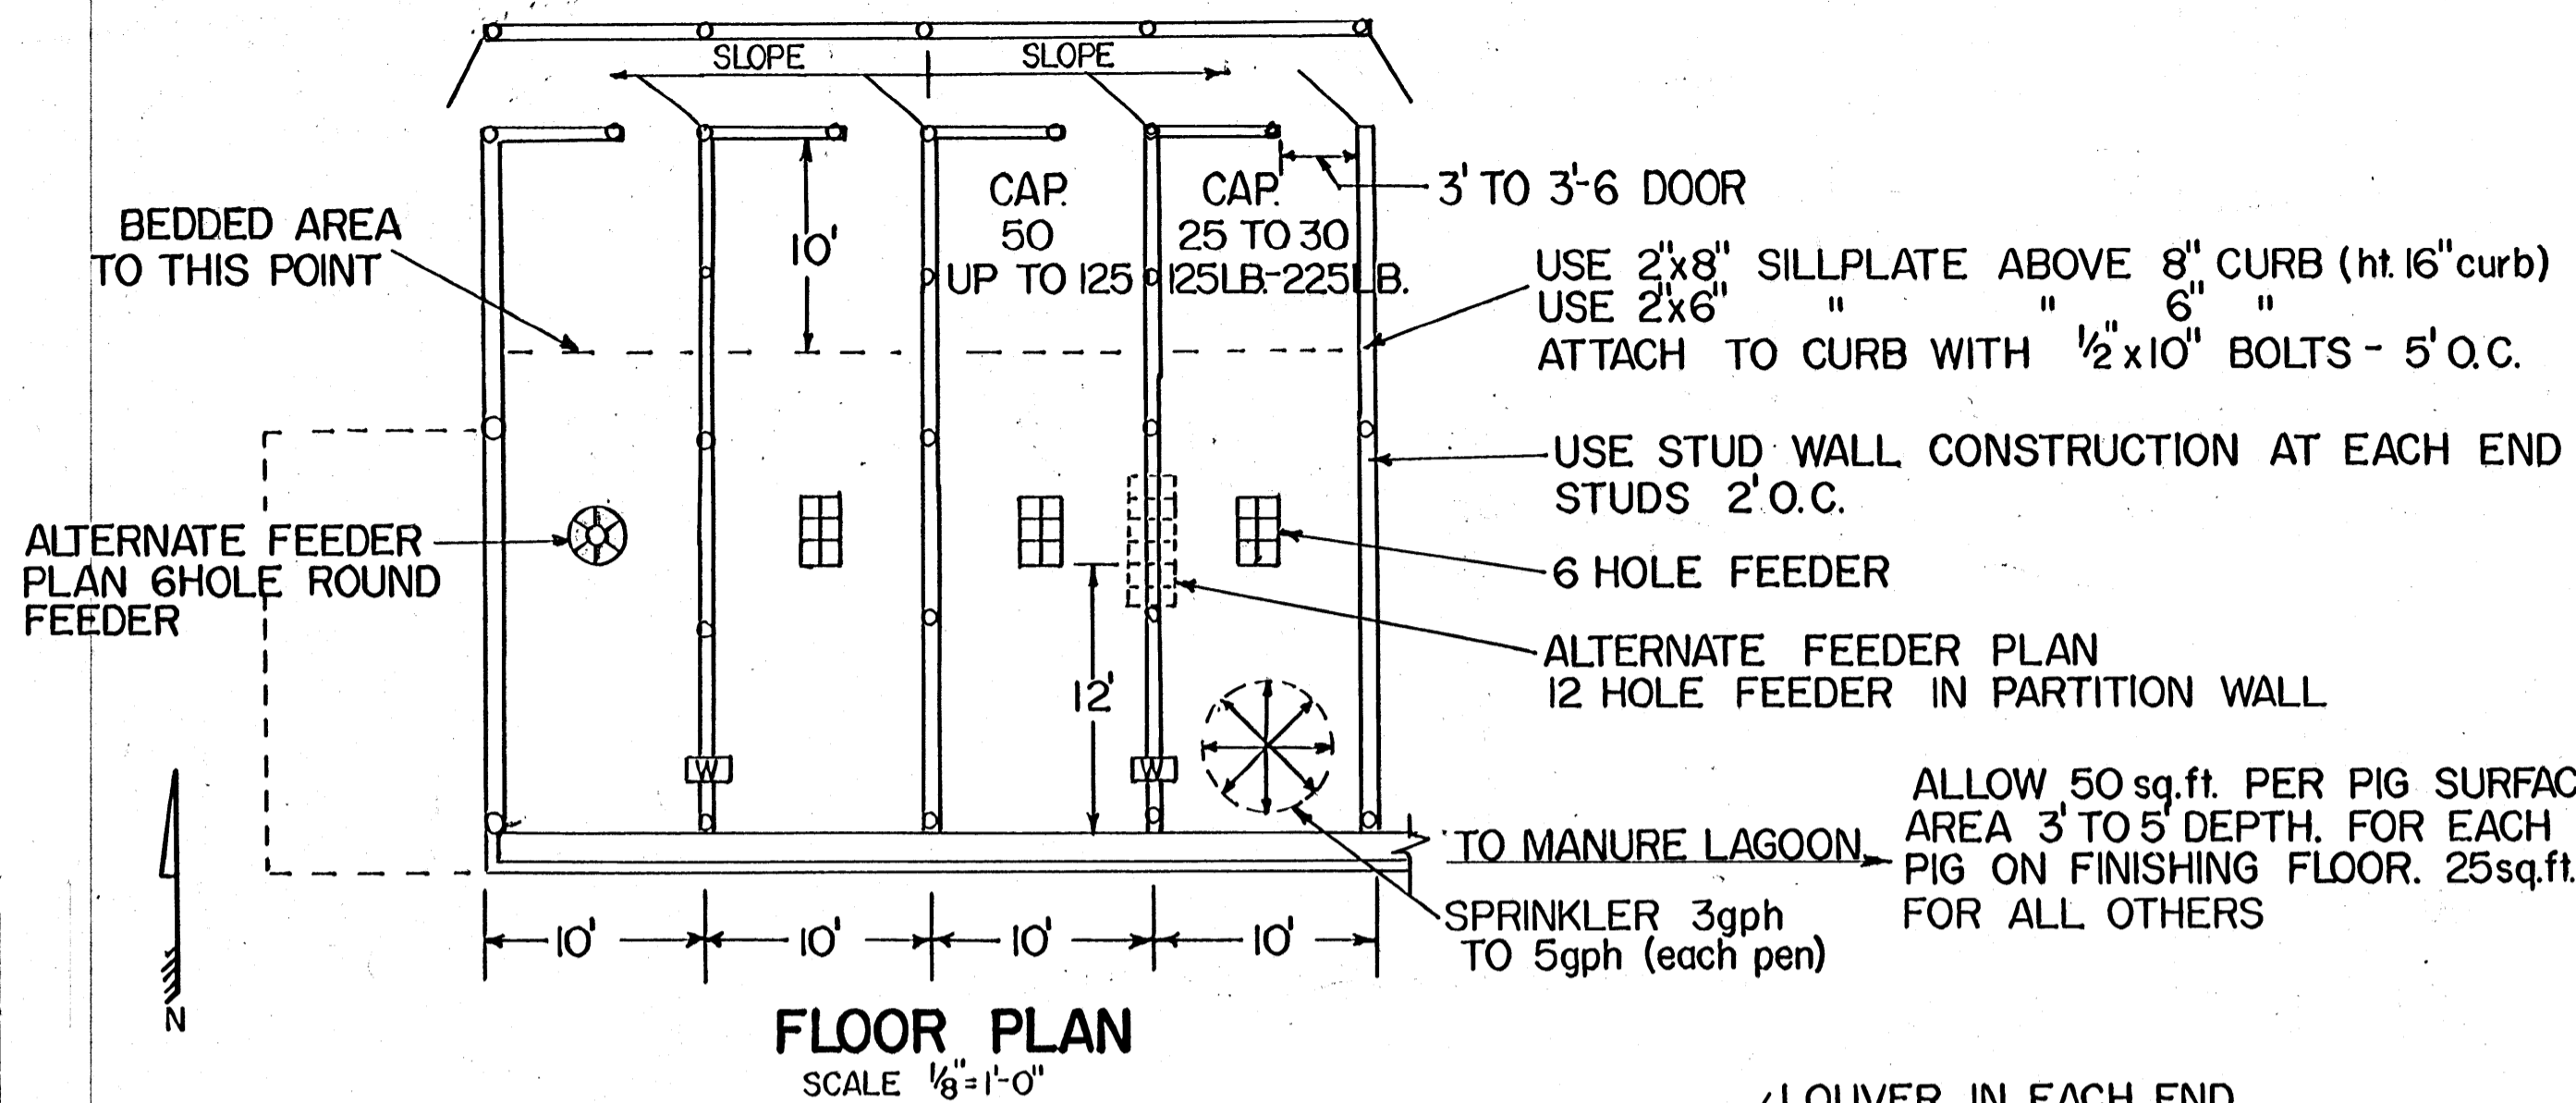 SLOPE
SLOPE
CAP.
50
UP TO 125
CAP.
25 TO 30
125LB.-225LB.
3' TO 3'-6 DOOR
BEDDED AREA
TO THIS POINT
10'
USE 2"x8" SILLPLATE ABOVE 8" CURB (ht. 16" curb)
USE 2"x6" " " 6" "
ATTACH TO CURB WITH 1/2"x10" BOLTS - 5' O.C.
USE STUD WALL CONSTRUCTION AT EACH END
STUDS 2' O.C.
ALTERNATE FEEDER
PLAN 6HOLE ROUND
FEEDER
6 HOLE FEEDER
ALTERNATE FEEDER PLAN
12 HOLE FEEDER IN PARTITION WALL
12'
W
W
TO MANURE LAGOON
ALLOW 50 sq.ft. PER PIG SURFAC
AREA 3' TO 5' DEPTH. FOR EACH
PIG ON FINISHING FLOOR. 25sq.ft.
FOR ALL OTHERS
SPRINKLER 3gph
TO 5gph (each pen)
10'
10'
10'
10'
N
FLOOR PLAN
SCALE 1/8"=1'-0"
LOUVER IN EACH END